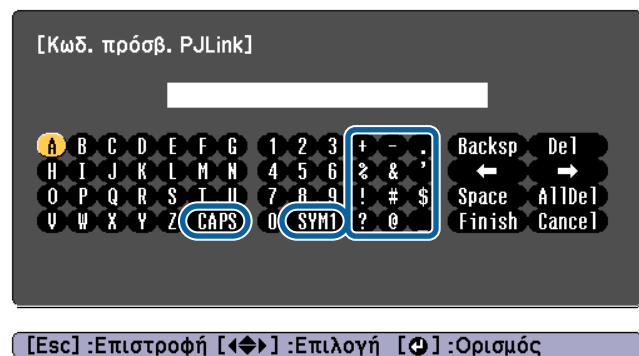 [Κωδ. πρόσβ. PJLink]
A B C D E F G 1 2 3 + - . Backsp Del
H I J K L M N 4 5 6 % & ' ← →
O P Q R S T U 7 8 9 ! # $ Space AllDel
V W X Y Z CAPS 0 SYM1 ? @ _ Finish Cancel
[Esc] :Επιστροφή [◆] :Επιλογή [↵] :Ορισμός